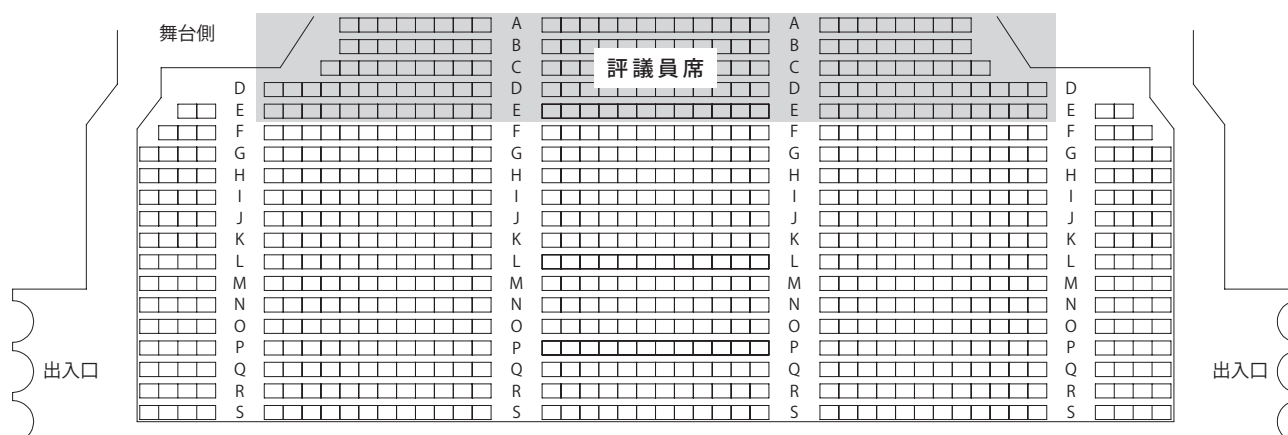 A A
舞台側
B B
評議員席
C C
D D D D
E E E E
F F F F
G G G G
H H H H
I I I I
J J J J
K K K K
L L L L
M M M M
N N N N
O O O O
P P P P
出入口 Q Q Q Q 出入口
R R R R
S S S S